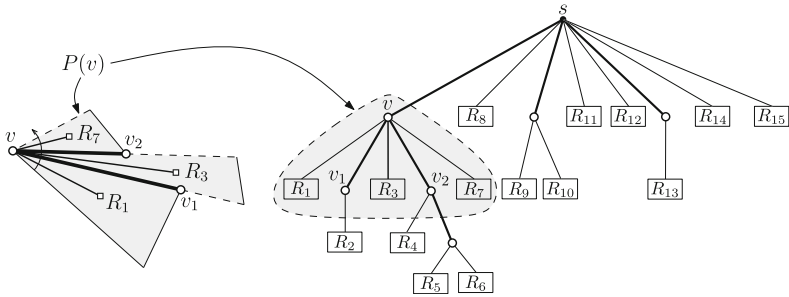 s
P(v)
v
R₈
R₁₁
R₁₂
R₁₄
R₁₅
v
R₇
v₂
R₃
R₁
v₁
R₁
v₁
R₃
v₂
R₇
R₉
R₁₀
R₁₃
R₂
R₄
R₅
R₆